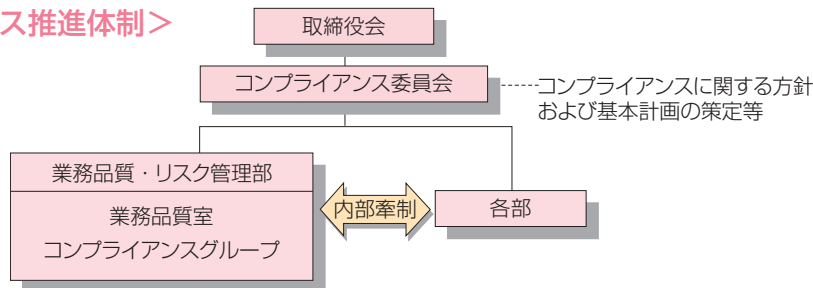 ス推進体制＞
取締役会
コンプライアンス委員会
コンプライアンスに関する方針
および基本計画の策定等
業務品質・リスク管理部
業務品質室
コンプライアンスグループ
内部牽制
各部